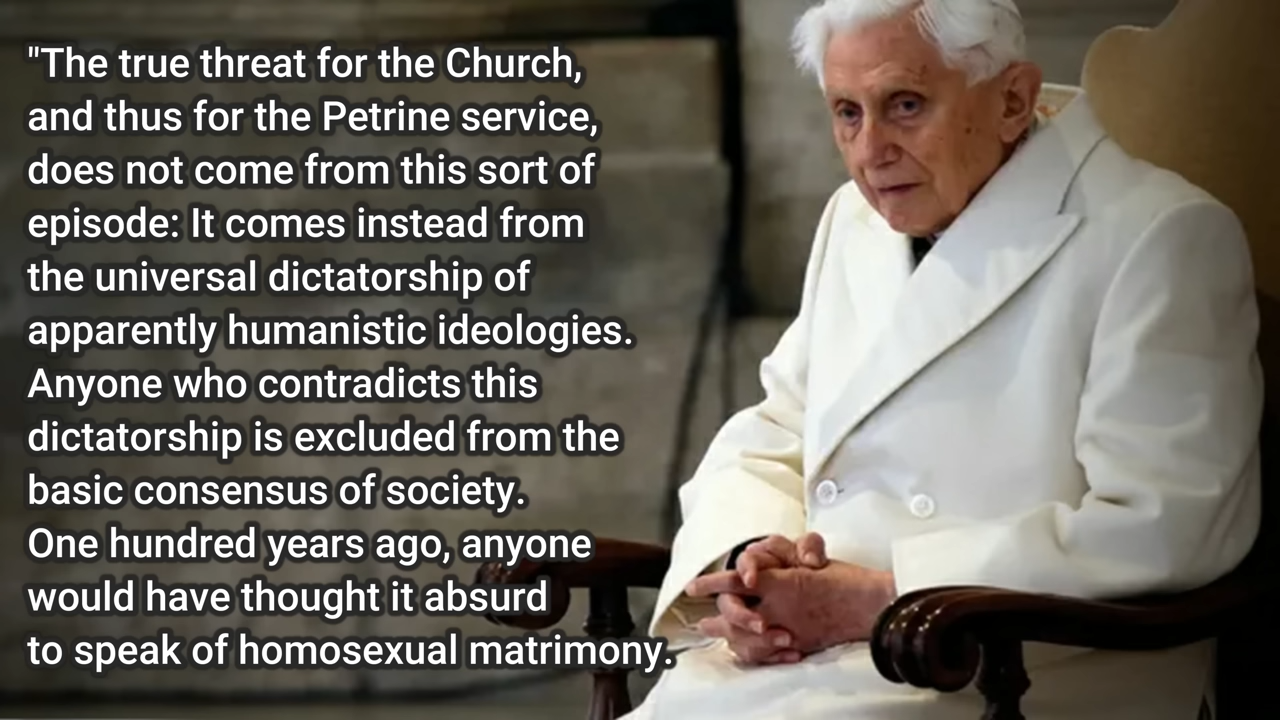 "The true threat for the Church,
and thus for the Petrine service,
does not come from this sort of
episode: It comes instead from
the universal dictatorship of
apparently humanistic ideologies.
Anyone who contradicts this
dictatorship is excluded from the
basic consensus of society.
One hundred years ago, anyone
would have thought it absurd
to speak of homosexual matrimony.